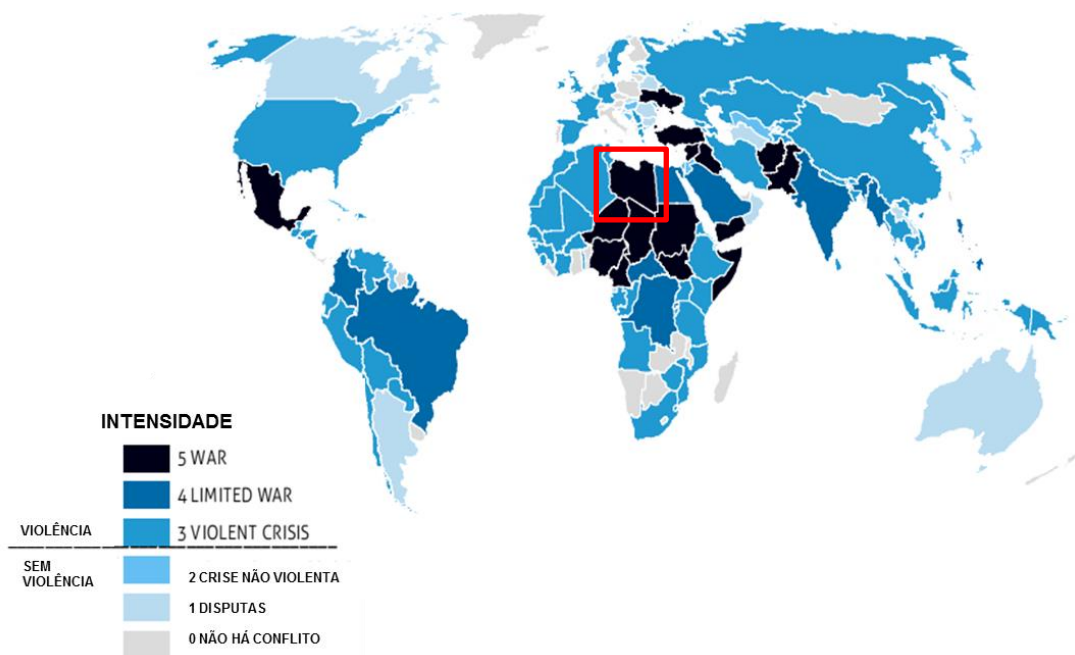 INTENSIDADE
5 WAR
4 LIMITED WAR
VIOLÊNCIA
3 VIOLENT CRISIS
SEM
VIOLÊNCIA
2 CRISE NÃO VIOLENTA
1 DISPUTAS
0 NÃO HÁ CONFLITO